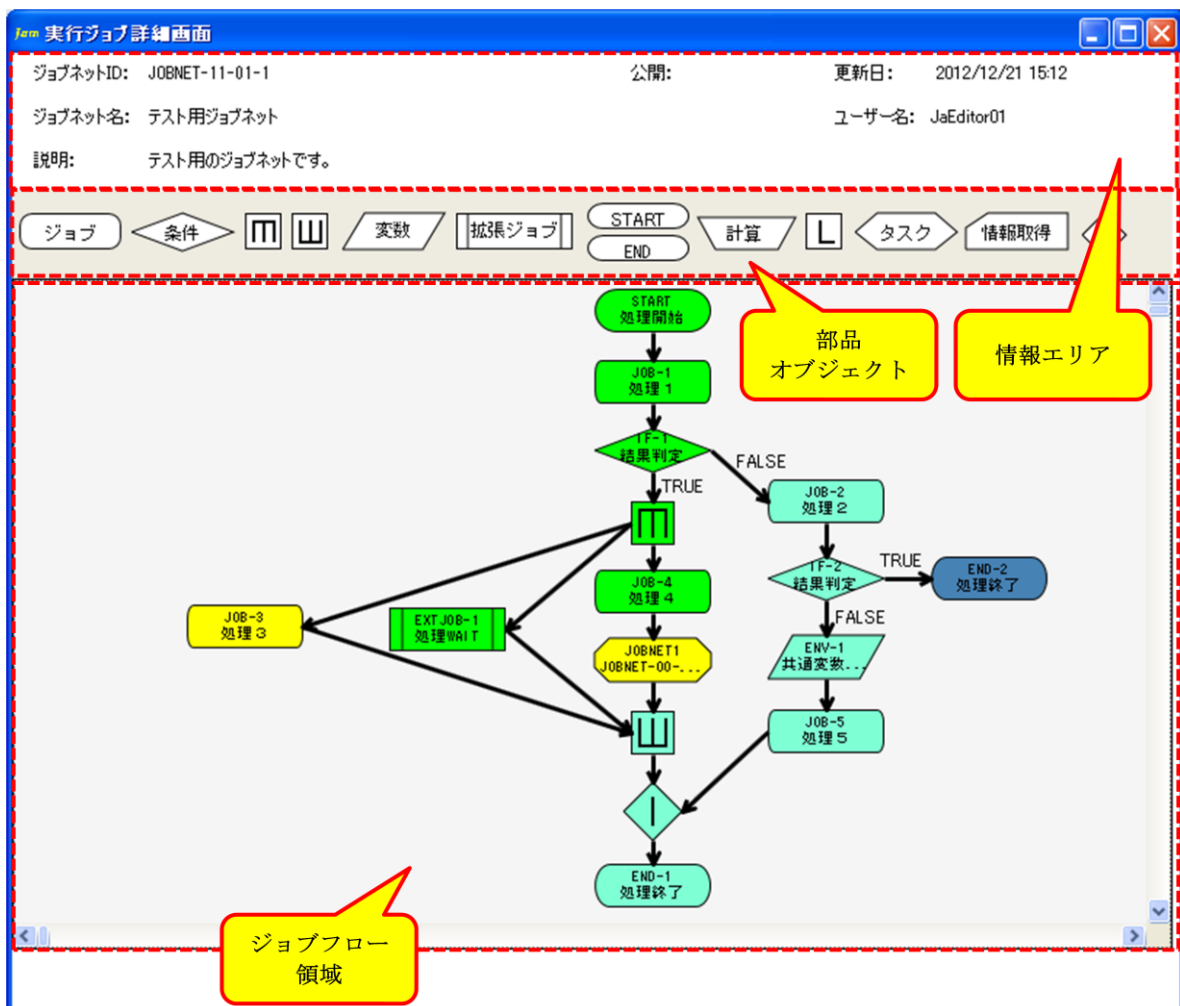 Jam 実行ジョブ詳細画面
ジョブネットID: JOBNET-11-01-1 公開: 更新日: 2012/12/21 15:12
ジョブネット名: テスト用ジョブネット ユーザー名: JaEditor01
説明: テスト用のジョブネットです。
ジョブ 条件 変数 拡張ジョブ START 計算 L タスク 情報取得
END
部品
オブジェクト
情報エリア
START
処理開始
JOB-1
処理1
IF-1
結果判定
FALSE
TRUE
JOB-2
処理2
IF-2
結果判定
TRUE
END-2
処理終了
FALSE
JOB-4
処理4
JOB-3
処理3
EXTJOB-1
処理WAIT
JOBNET1
JOBNET-00-...
ENV-1
共通変数...
JOB-5
処理5
END-1
処理終了
ジョブフロー
領域